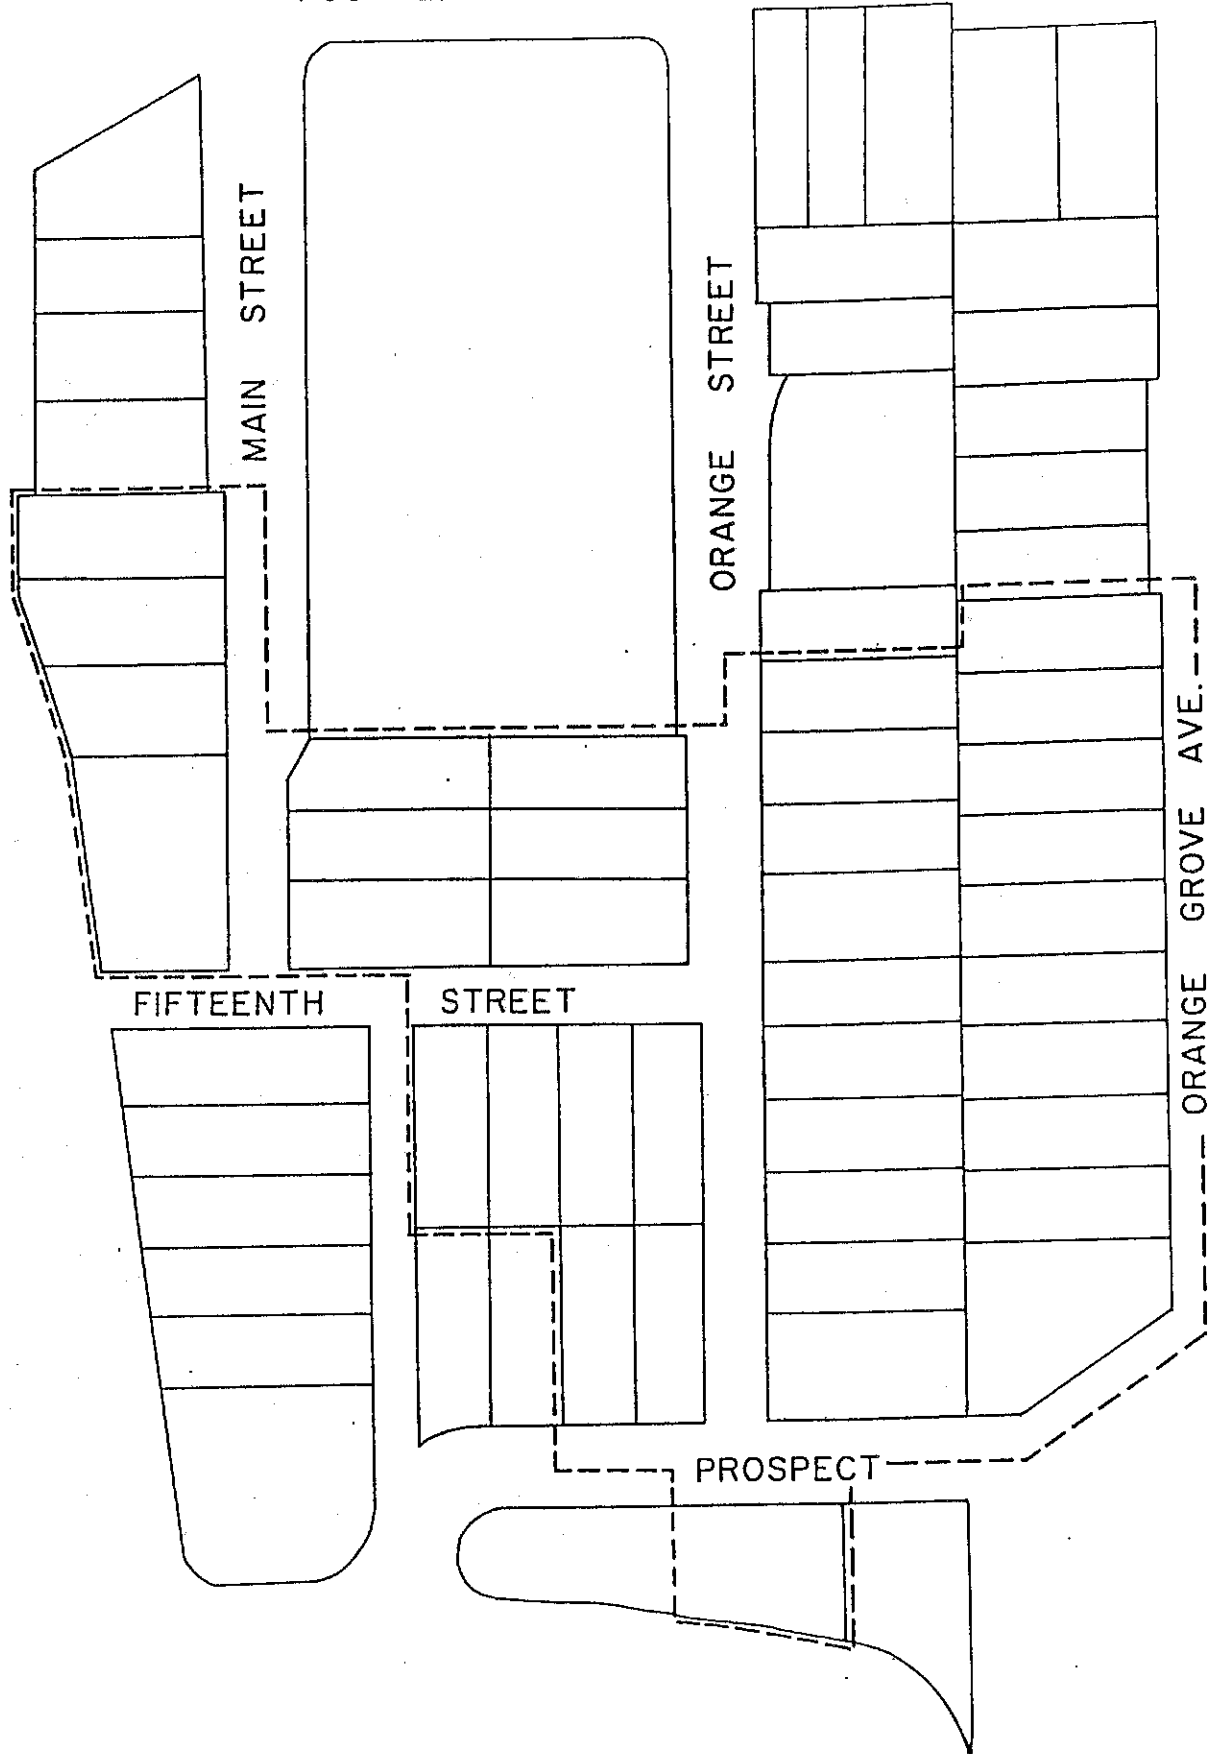 MAIN STREET
ORANGE STREET
ORANGE GROVE AVE.
FIFTEENTH STREET
PROSPECT